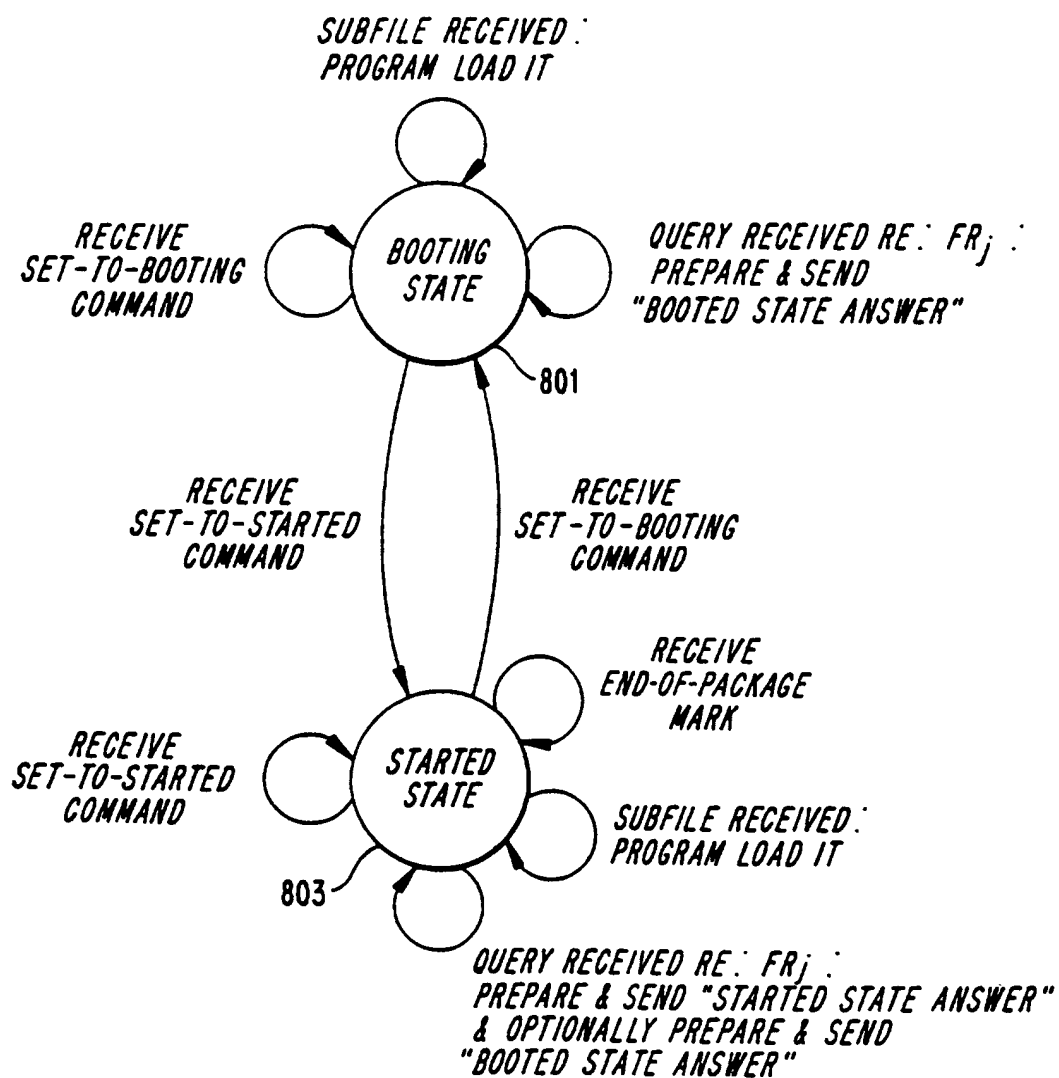 SUBFILE RECEIVED:
PROGRAM LOAD IT
RECEIVE
SET-TO-BOOTING
COMMAND
BOOTING
STATE
QUERY RECEIVED RE: FRj :
PREPARE & SEND
"BOOTED STATE ANSWER"
801
RECEIVE
SET-TO-STARTED
COMMAND
RECEIVE
SET-TO-BOOTING
COMMAND
RECEIVE
END-OF-PACKAGE
MARK
RECEIVE
SET-TO-STARTED
COMMAND
STARTED
STATE
SUBFILE RECEIVED:
PROGRAM LOAD IT
803
QUERY RECEIVED RE: FRj :
PREPARE & SEND "STARTED STATE ANSWER"
& OPTIONALLY PREPARE & SEND
"BOOTED STATE ANSWER"